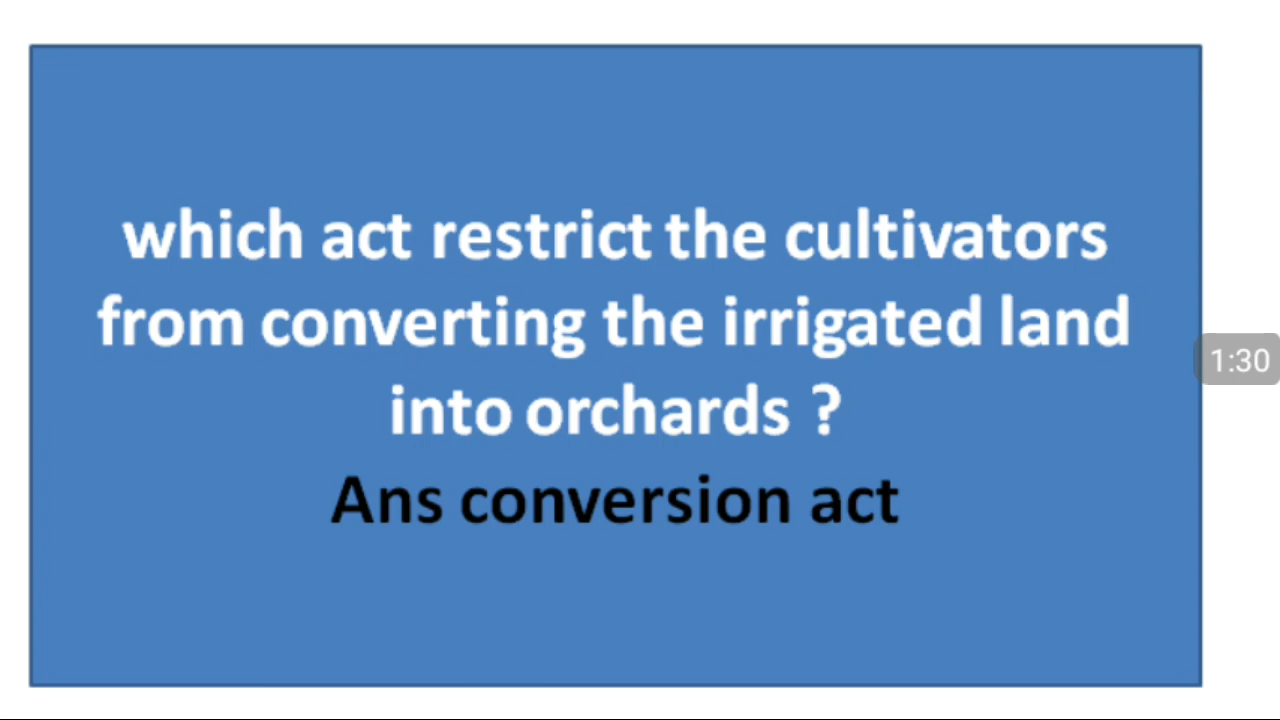 which act restrict the cultivators
from converting the irrigated land
into orchards ?
Ans conversion act
1:30